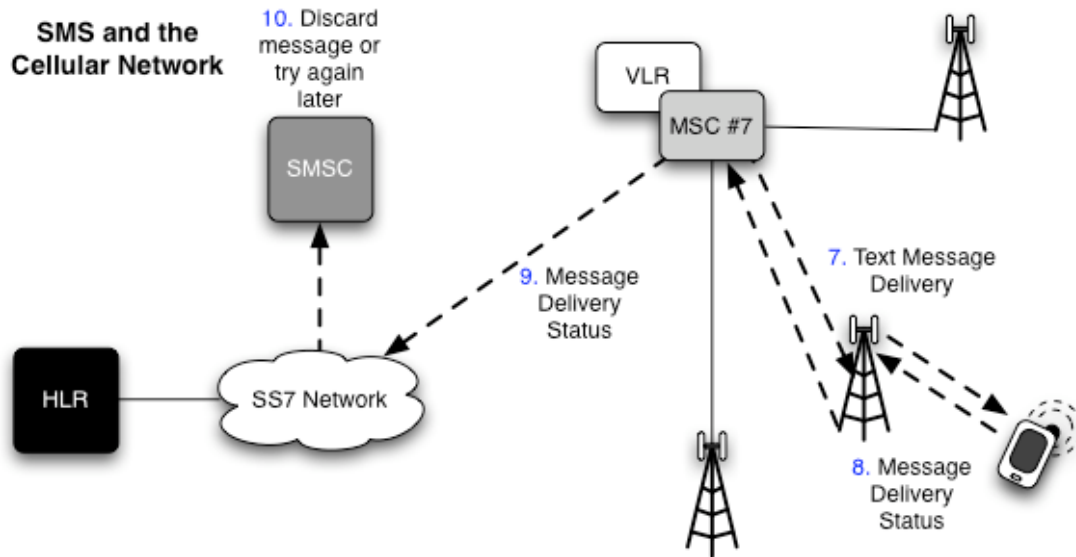 SMS and the
Cellular Network
10. Discard
message or
try again
later
SMSC
VLR
MSC #7
7. Text Message
Delivery
9. Message
Delivery
Status
HLR
SS7 Network
8. Message
Delivery
Status